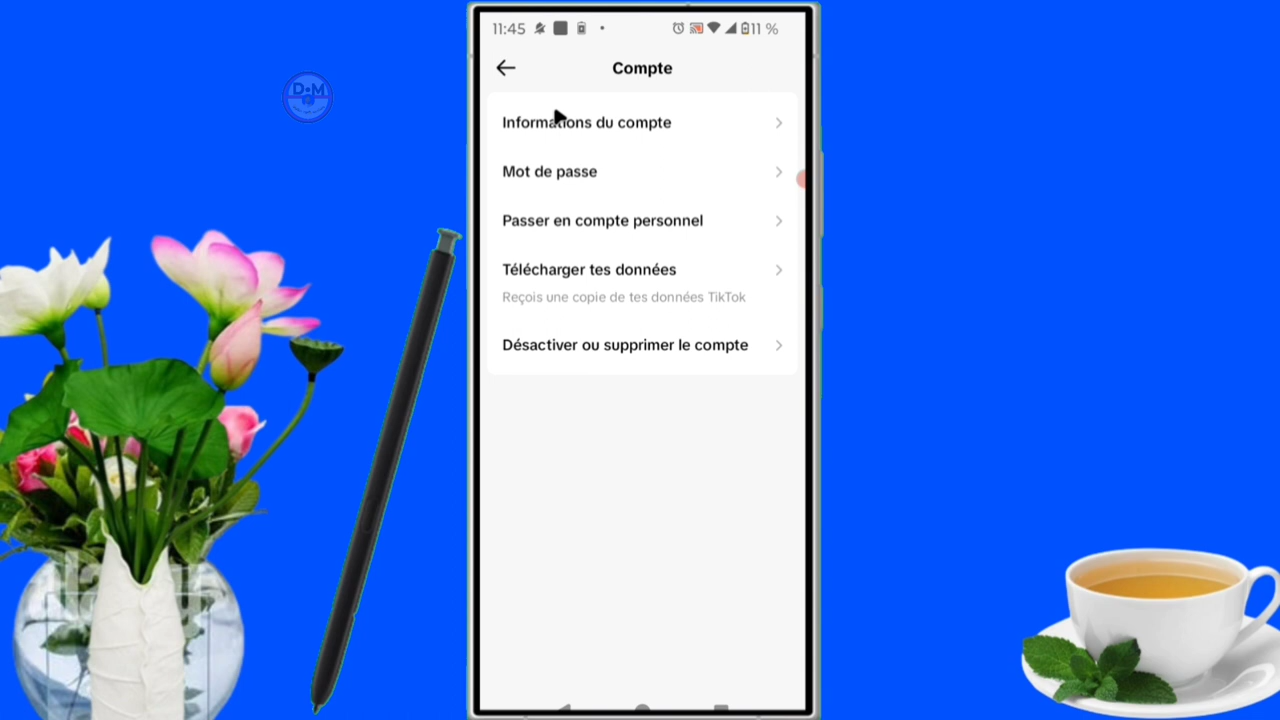 11:45
11 %
Compte
Informations du compte
Mot de passe
Passer en compte personnel
Télécharger tes données
Reçois une copie de tes données TikTok
Désactiver ou supprimer le compte
D•M